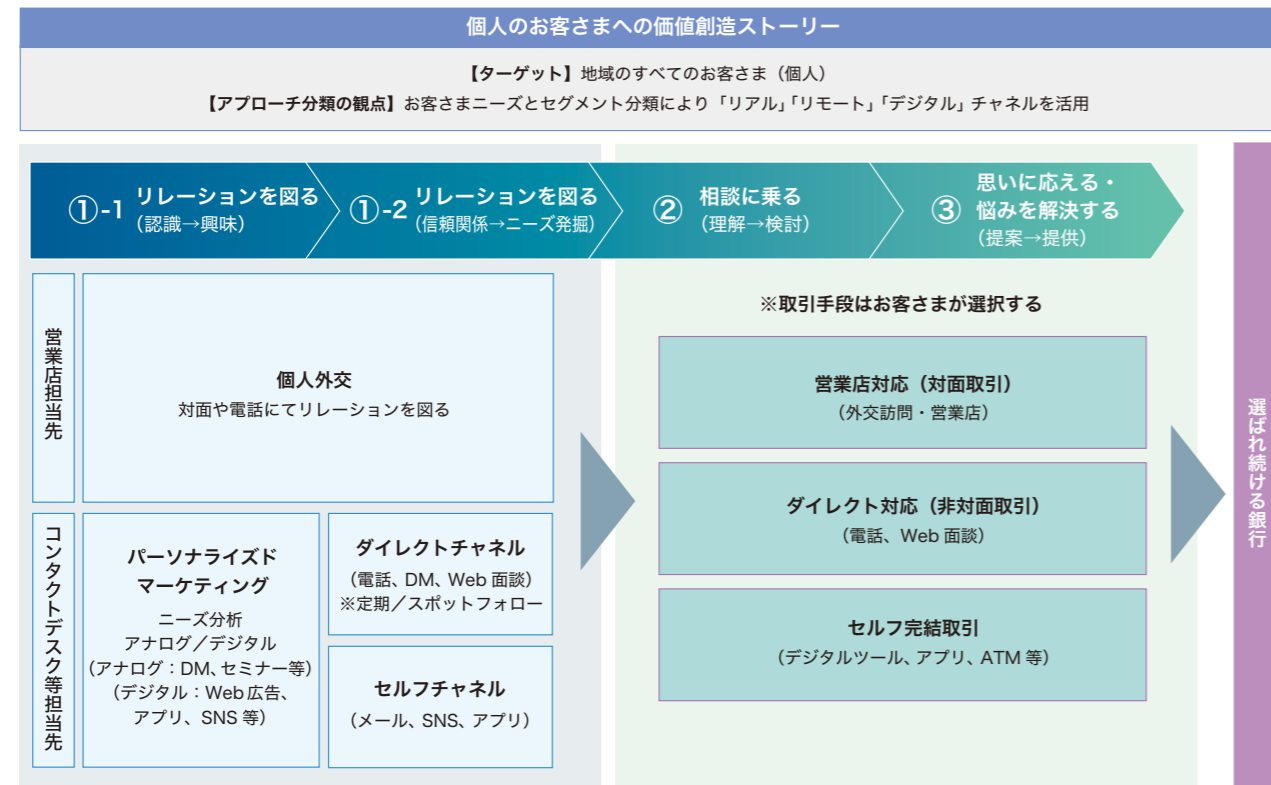 個人のお客さまへの価値創造ストーリー
【ターゲット】地域のすべてのお客さま（個人）
【アプローチ分類の観点】お客さまニーズとセグメント分類により「リアル」「リモート」「デジタル」チャネルを活用
①-1 リレーションを図る
（認識→興味）
①-2 リレーションを図る
（信頼関係→ニーズ発掘）
② 相談に乗る
（理解→検討）
③ 思いに応える・
悩みを解決する
（提案→提供）
営業店担当先
個人外交
対面や電話にてリレーションを図る
コンタクトデスク等担当先
パーソナライズド
マーケティング
ニーズ分析
アナログ／デジタル
（アナログ：DM、セミナー等）
（デジタル：Web広告、
アプリ、SNS 等）
ダイレクトチャネル
（電話、DM、Web 面談）
※定期／スポットフォロー
セルフチャネル
（メール、SNS、アプリ）
※取引手段はお客さまが選択する
営業店対応（対面取引）
（外交訪問・営業店）
ダイレクト対応（非対面取引）
（電話、Web 面談）
セルフ完結取引
（デジタルツール、アプリ、ATM 等）
選ばれ続ける銀行